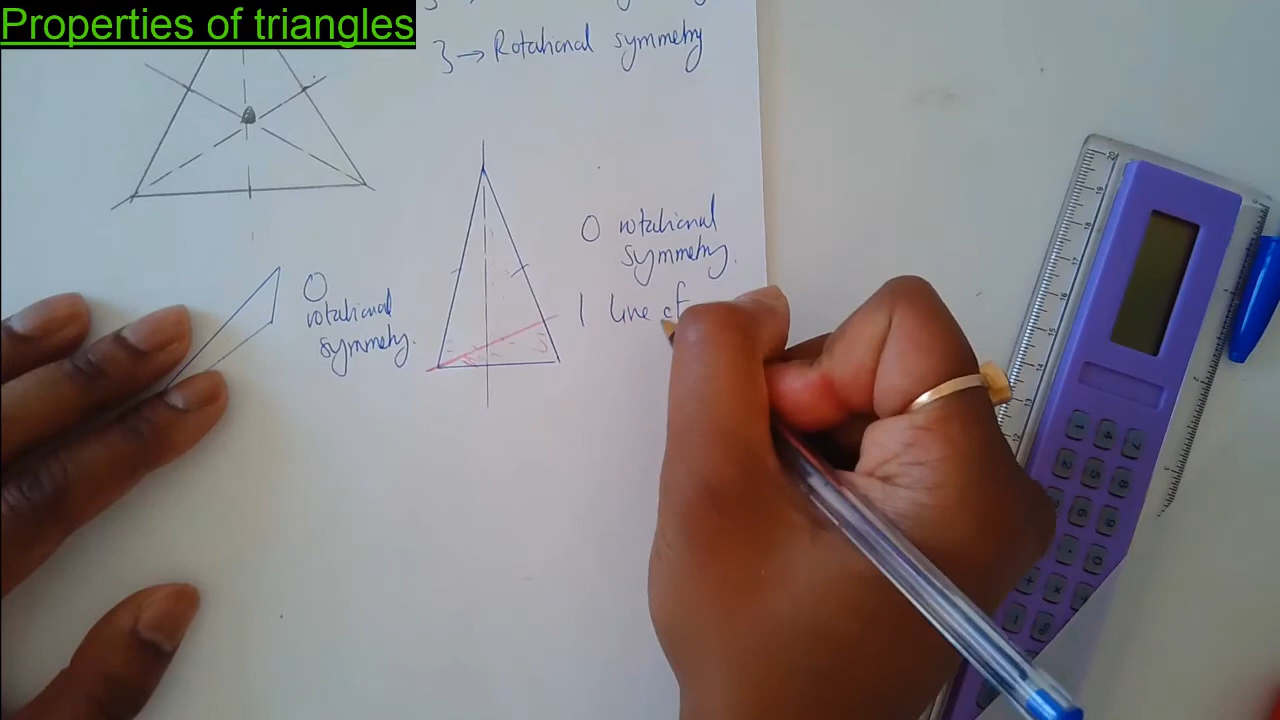 Properties of triangles
3 → Rotational symmetry
0 rotational
symmetry.
1 line of
0
rotational
symmetry.